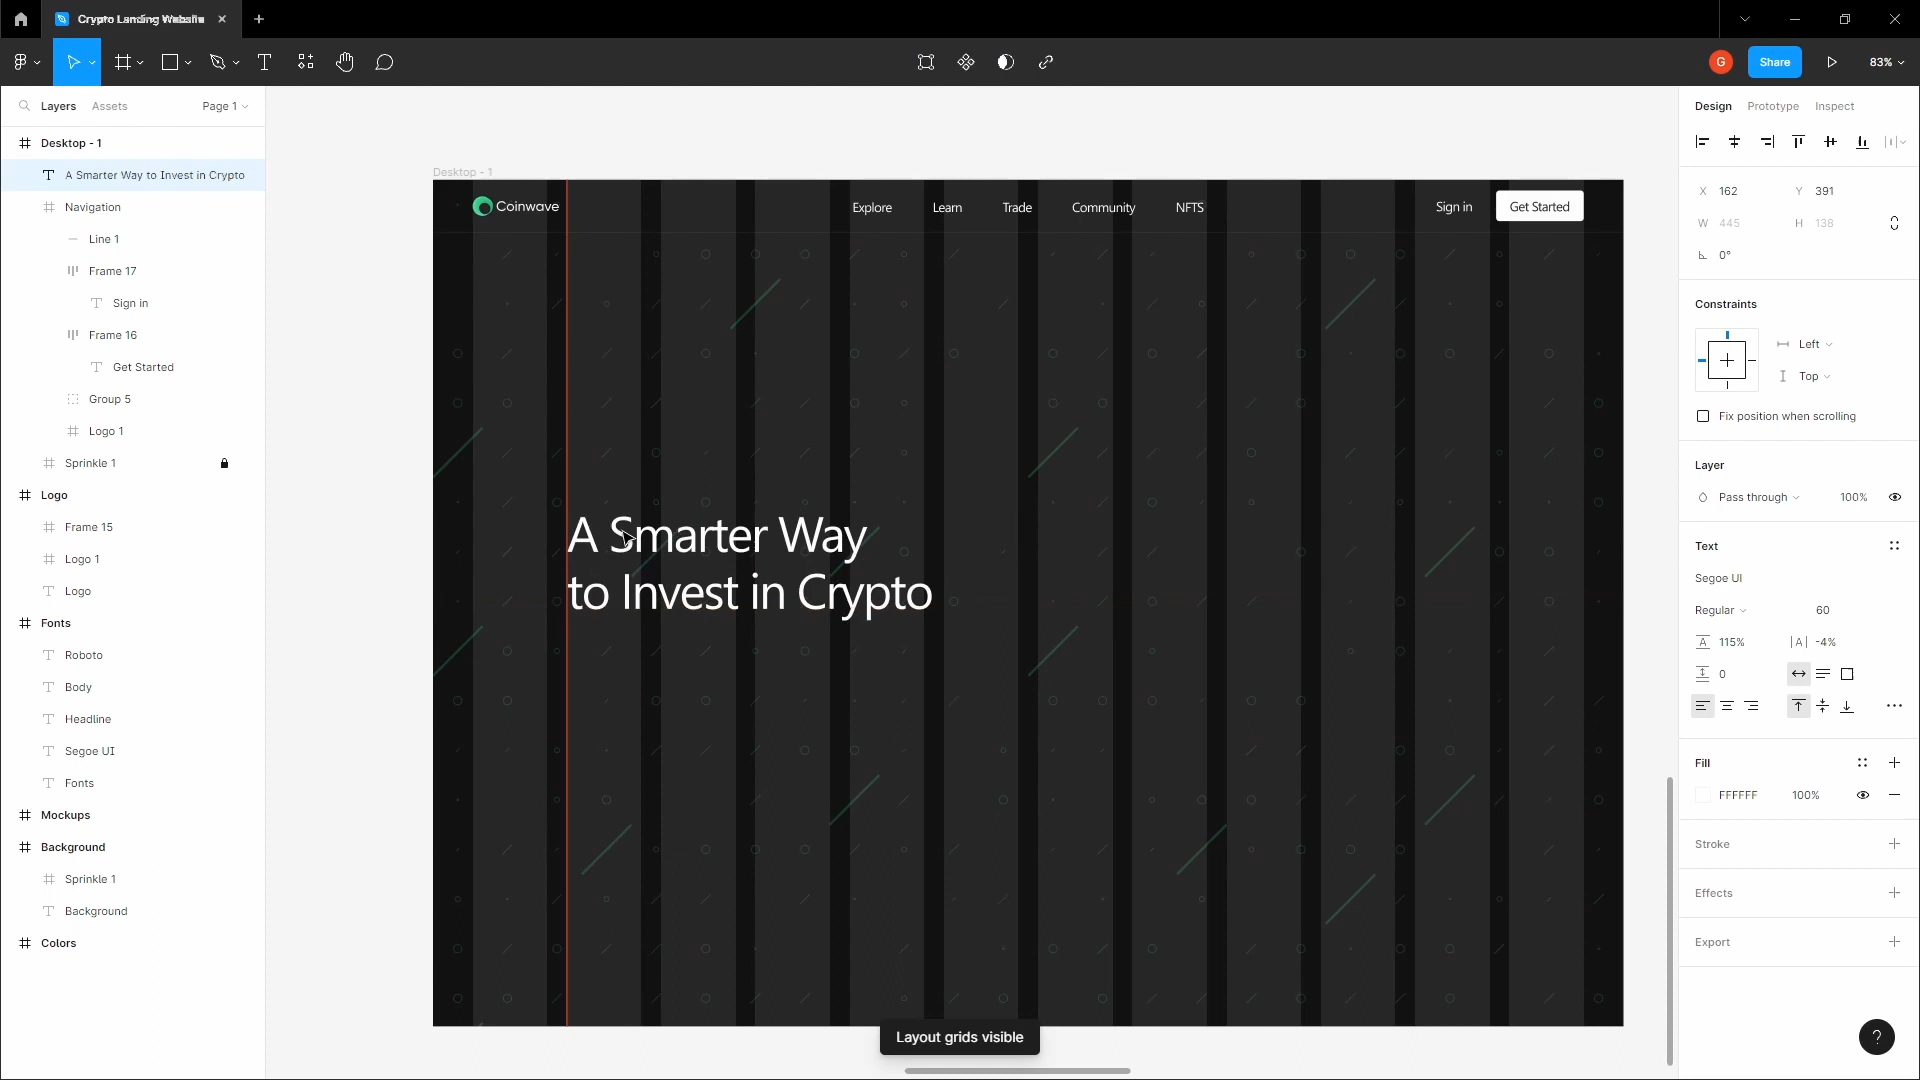 Crypto Landing Website
83%
G
Share
Layers
Assets
Page 1
Desktop - 1
A Smarter Way to Invest in Crypto
Navigation
Line 1
Frame 17
Sign in
Frame 16
Get Started
Group 5
Logo 1
Sprinkle 1
Logo
Frame 15
Logo 1
Logo
Fonts
Roboto
Body
Headline
Segoe UI
Fonts
Mockups
Background
Sprinkle 1
Background
Colors
Desktop - 1
Coinwave
Explore
Learn
Trade
Community
NFTS
Sign in
Get Started
A Smarter Way
to Invest in Crypto
Layout grids visible
Design
Prototype
Inspect
X 162
Y 391
W 445
H 138
0°
Constraints
Left
Top
Fix position when scrolling
Layer
Pass through
100%
Text
Segoe UI
Regular
60
115%
|A| -4%
0
Fill
FFFFFF
100%
Stroke
Effects
Export
?